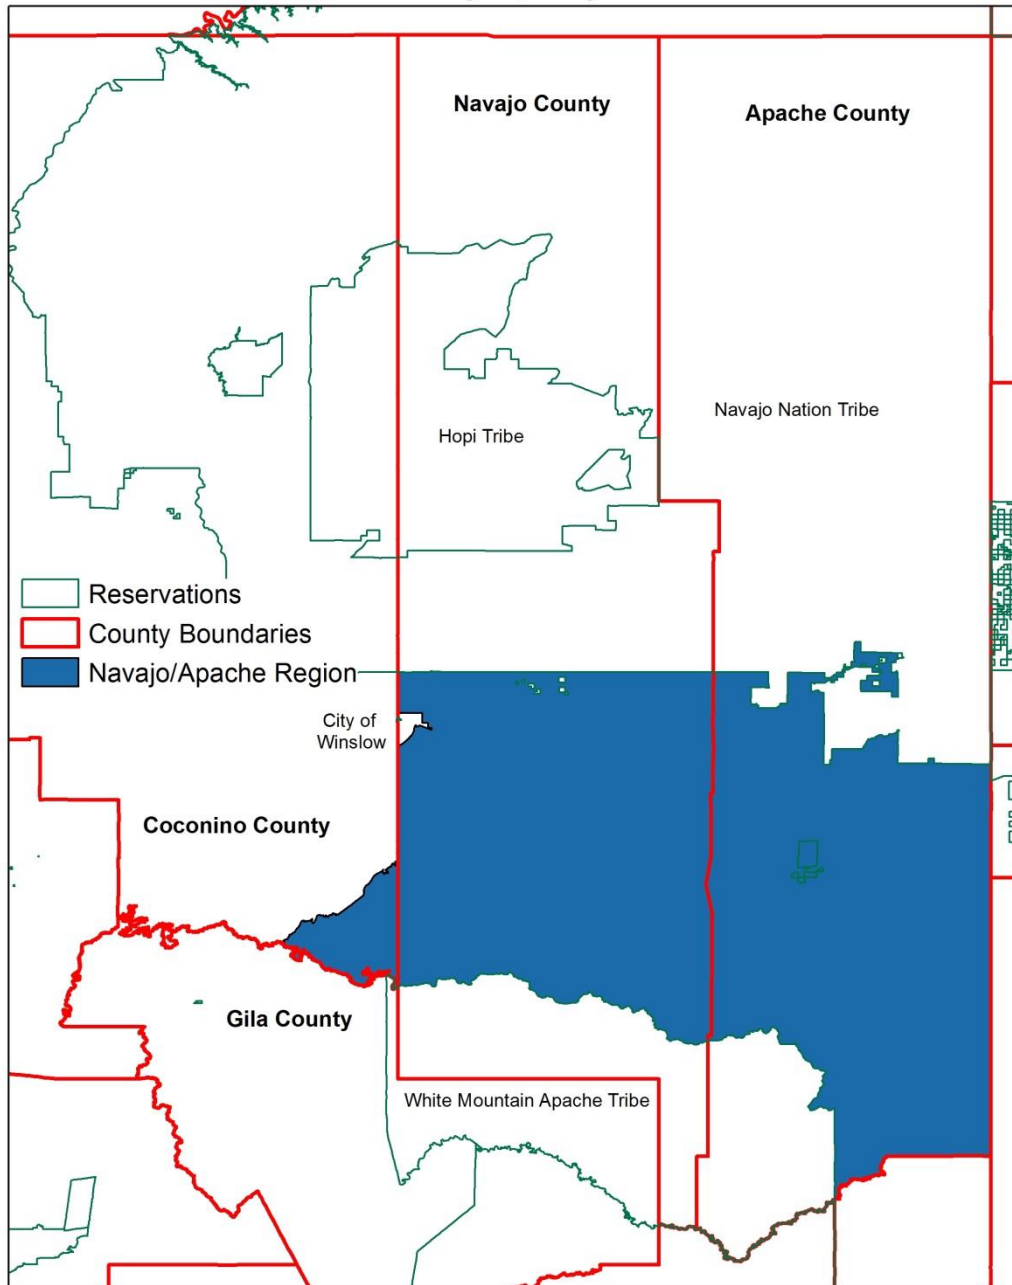 Navajo County
Apache County
Navajo Nation Tribe
Hopi Tribe
Reservations
County Boundaries
Navajo/Apache Region
City of
Winslow
Coconino County
Gila County
White Mountain Apache Tribe